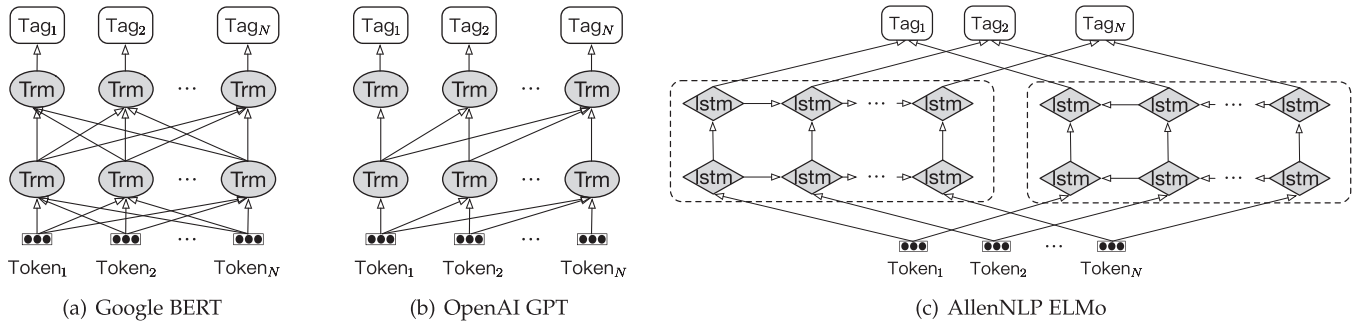 Tag1 Tag2 TagN Tag1 Tag2 TagN Tag1 Tag2 TagN
Trm Trm ... Trm Trm Trm ... Trm lstm lstm ... lstm lstm lstm ... lstm
Trm Trm ... Trm Trm Trm ... Trm lstm lstm ... lstm lstm lstm ... lstm
... ... ...
Token1 Token2 TokenN Token1 Token2 TokenN Token1 Token2 TokenN
(a) Google BERT (b) OpenAI GPT (c) AllenNLP ELMo